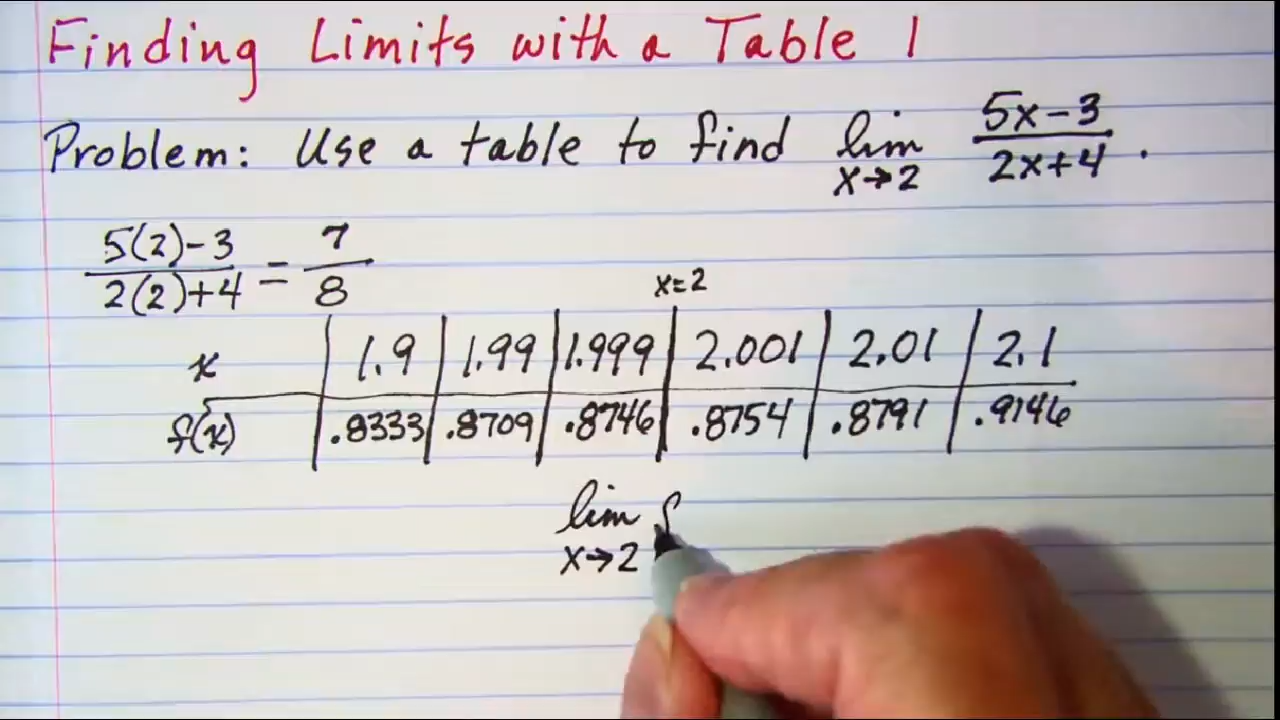 Finding Limits with a Table 1
Problem: Use a table to find lim x→2 5x-3 / 2x+4 .
5(2)-3 / 2(2)+4 = 7 / 8
x=2
x 1.9 1.99 1.999 2.001 2.01 2.1
f(x) .8333 .8709 .8746 .8754 .8791 .9146
lim f
x→2